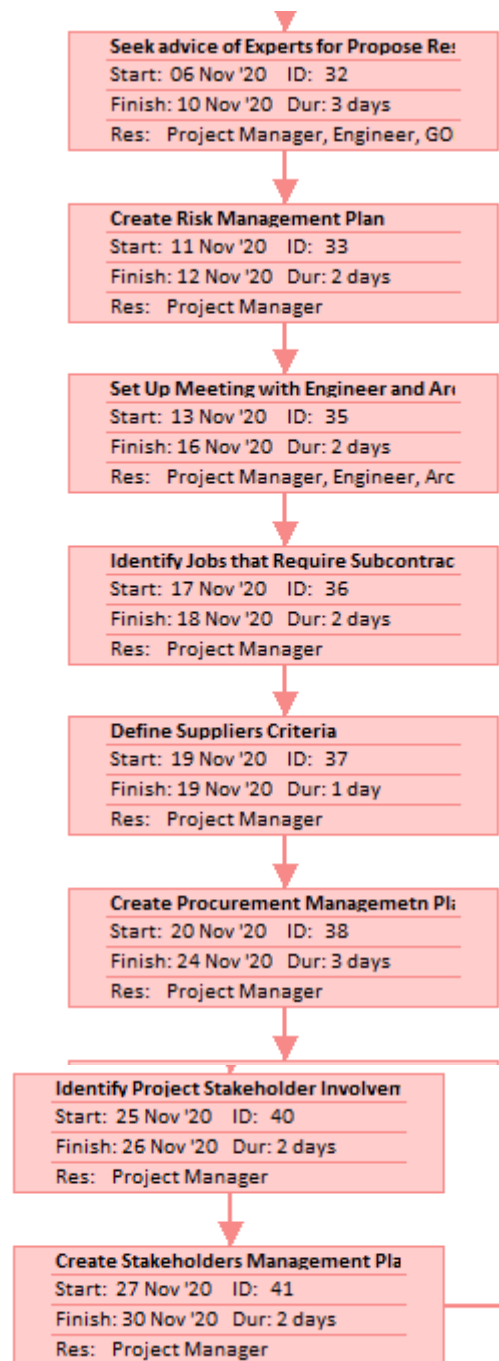 Seek advice of Experts for Propose Res
Start: 06 Nov '20 ID: 32
Finish: 10 Nov '20 Dur: 3 days
Res: Project Manager, Engineer, GO
Create Risk Management Plan
Start: 11 Nov '20 ID: 33
Finish: 12 Nov '20 Dur: 2 days
Res: Project Manager
Set Up Meeting with Engineer and Arc
Start: 13 Nov '20 ID: 35
Finish: 16 Nov '20 Dur: 2 days
Res: Project Manager, Engineer, Arc
Identify Jobs that Require Subcontrac
Start: 17 Nov '20 ID: 36
Finish: 18 Nov '20 Dur: 2 days
Res: Project Manager
Define Suppliers Criteria
Start: 19 Nov '20 ID: 37
Finish: 19 Nov '20 Dur: 1 day
Res: Project Manager
Create Procurement Managemetn Pla
Start: 20 Nov '20 ID: 38
Finish: 24 Nov '20 Dur: 3 days
Res: Project Manager
Identify Project Stakeholder Involvem
Start: 25 Nov '20 ID: 40
Finish: 26 Nov '20 Dur: 2 days
Res: Project Manager
Create Stakeholders Management Pla
Start: 27 Nov '20 ID: 41
Finish: 30 Nov '20 Dur: 2 days
Res: Project Manager